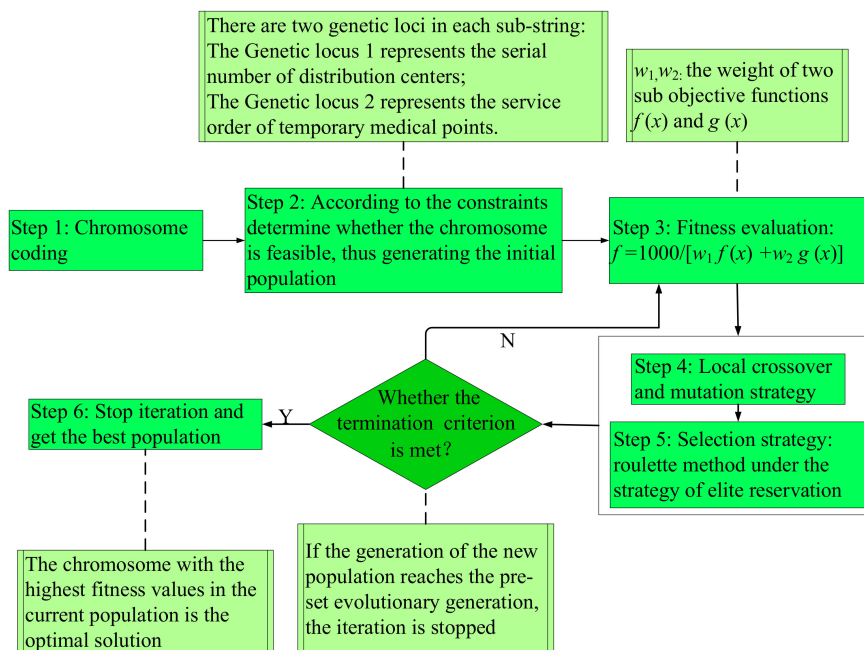 There are two genetic loci in each sub-string:
The Genetic locus 1 represents the serial
number of distribution centers;
The Genetic locus 2 represents the service
order of temporary medical points.
w1,w2: the weight of two
sub objective functions
f (x) and g (x)
Step 1: Chromosome
coding
Step 2: According to the constraints
determine whether the chromosome
is feasible, thus generating the initial
population
Step 3: Fitness evaluation:
f =1000/[w1 f (x) +w2 g (x)]
N
Step 4: Local crossover
and mutation strategy
Step 5: Selection strategy:
roulette method under the
strategy of elite reservation
Whether the
termination criterion
is met?
Y
Step 6: Stop iteration and
get the best population
The chromosome with the
highest fitness values in the
current population is the
optimal solution
If the generation of the new
population reaches the pre-
set evolutionary generation,
the iteration is stopped